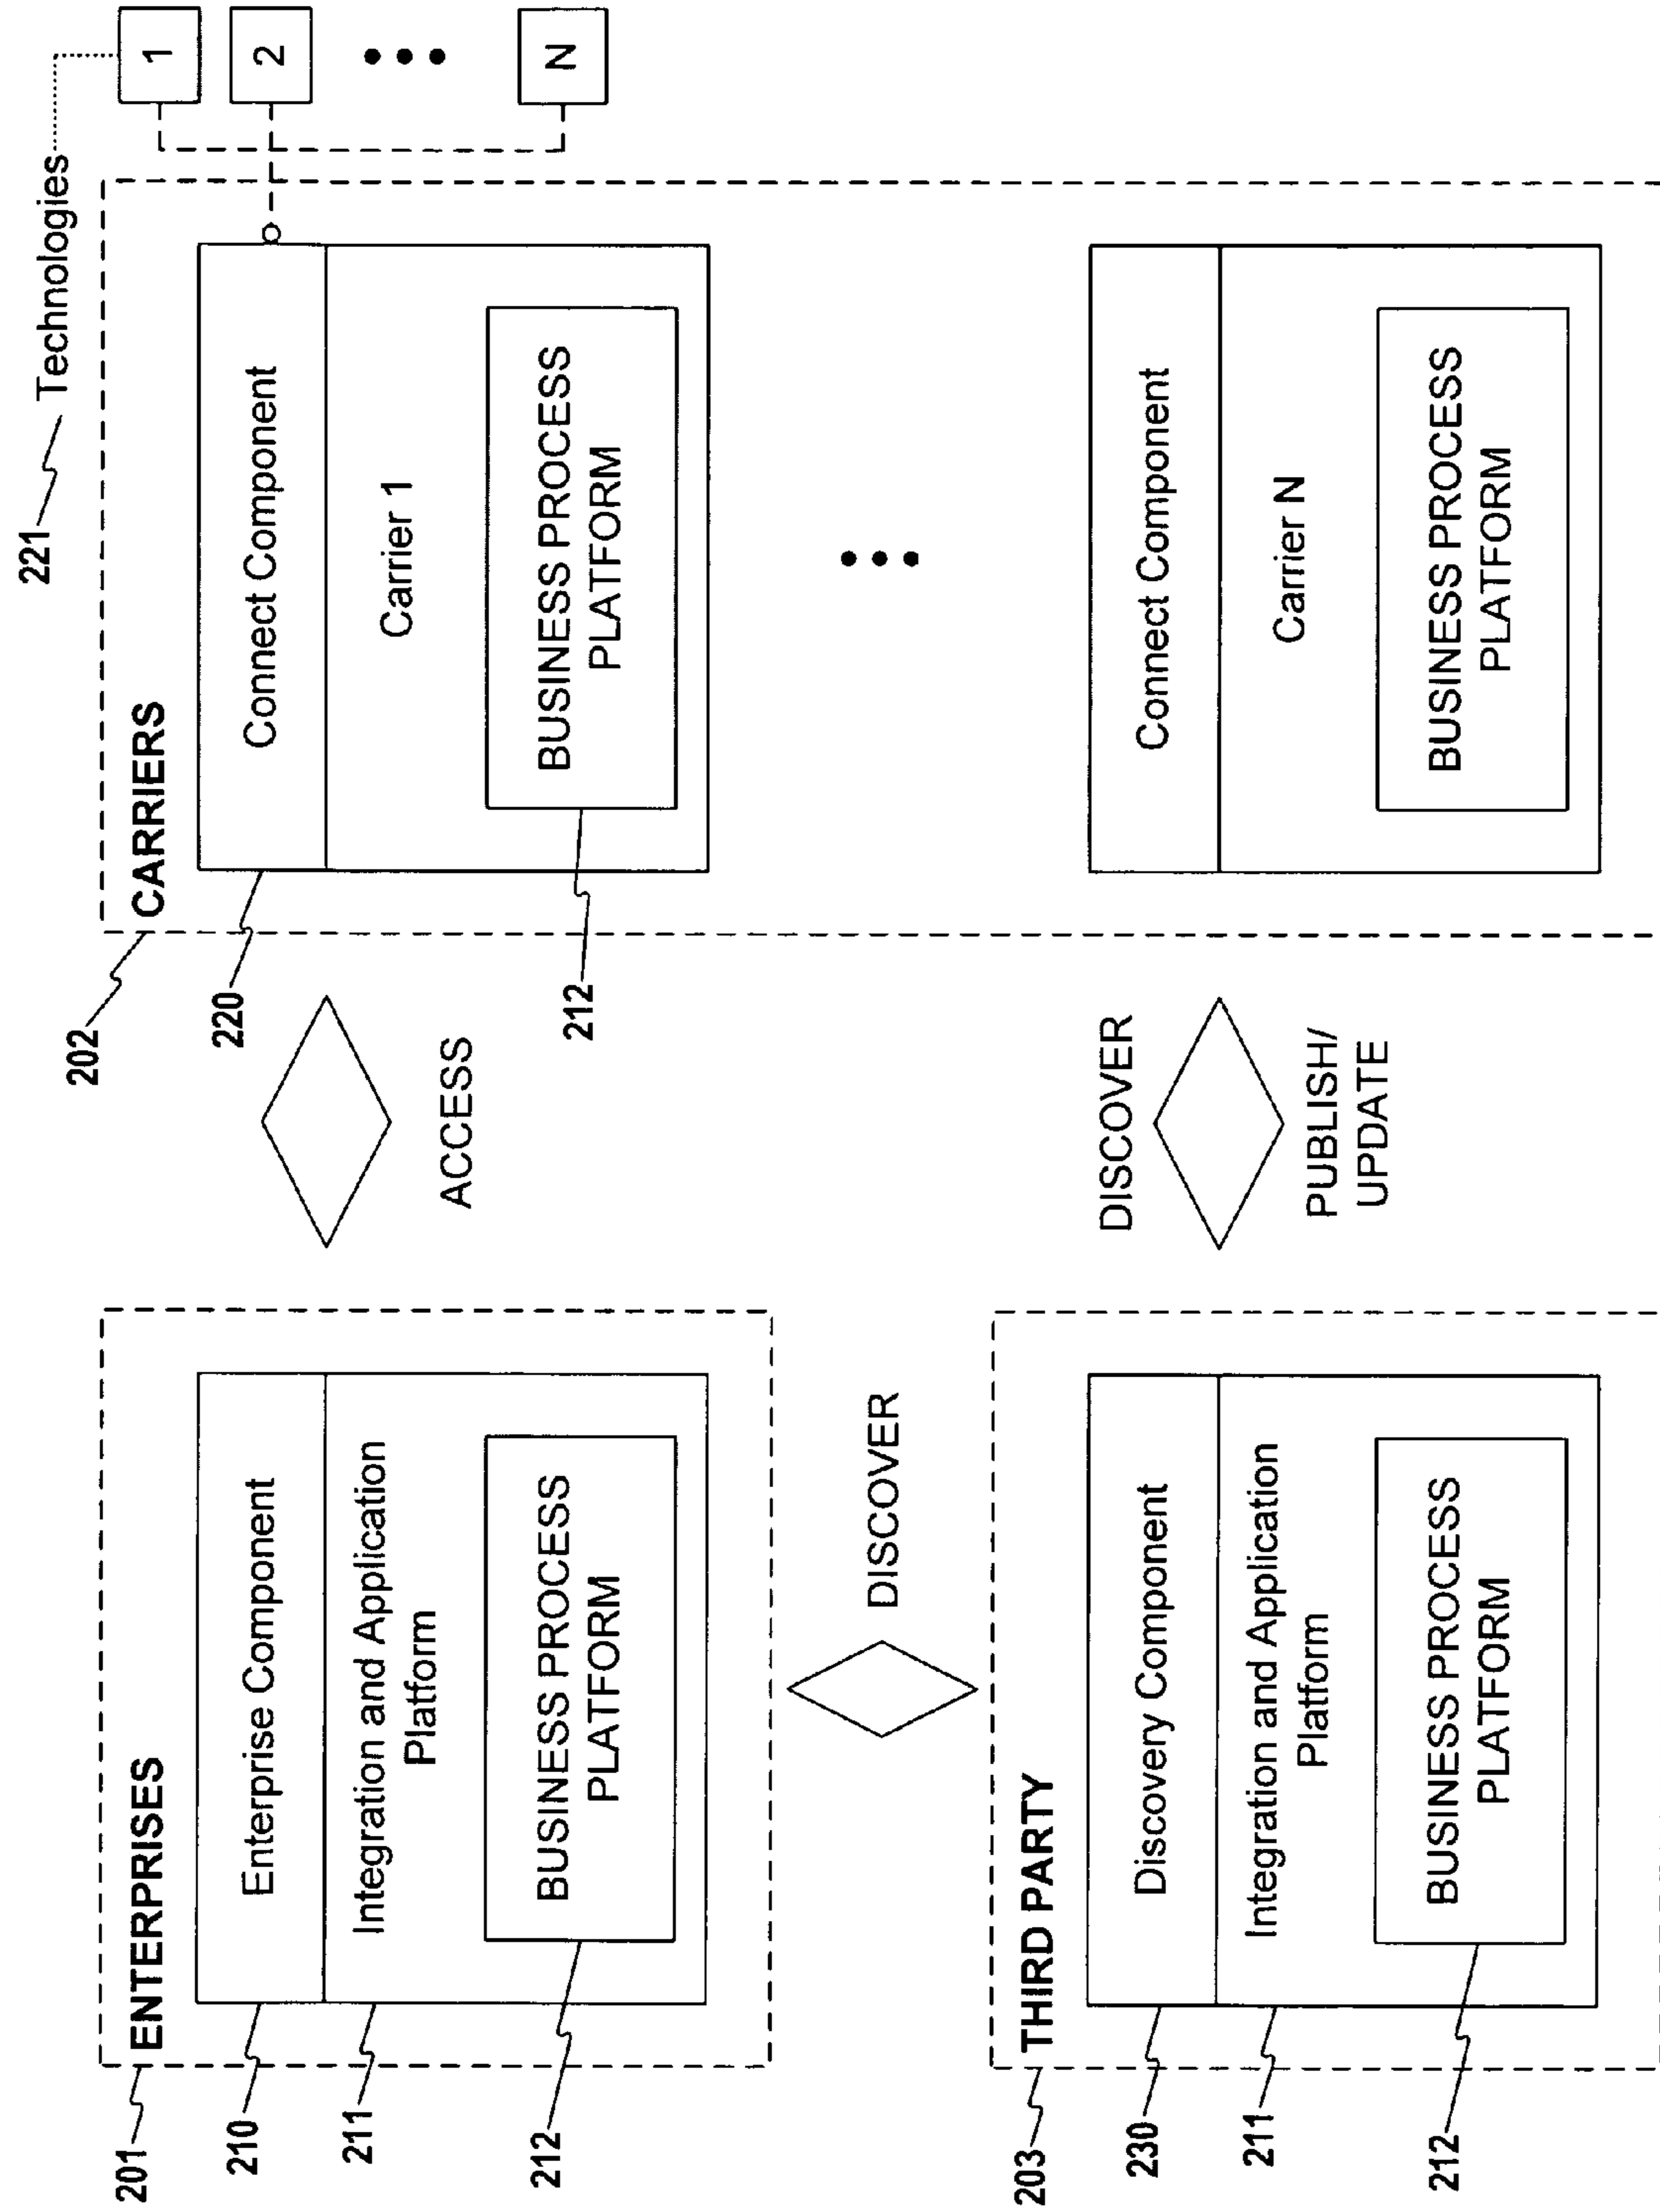 201
ENTERPRISES
210
Enterprise Component
211
Integration and Application
Platform
212
BUSINESS PROCESS
PLATFORM
ACCESS
202
CARRIERS
220
Connect Component
Carrier 1
212
BUSINESS PROCESS
PLATFORM
221
Technologies
1
2
N
DISCOVER
203
THIRD PARTY
230
Discovery Component
211
Integration and Application
Platform
212
BUSINESS PROCESS
PLATFORM
DISCOVER
PUBLISH/
UPDATE
Connect Component
Carrier N
BUSINESS PROCESS
PLATFORM